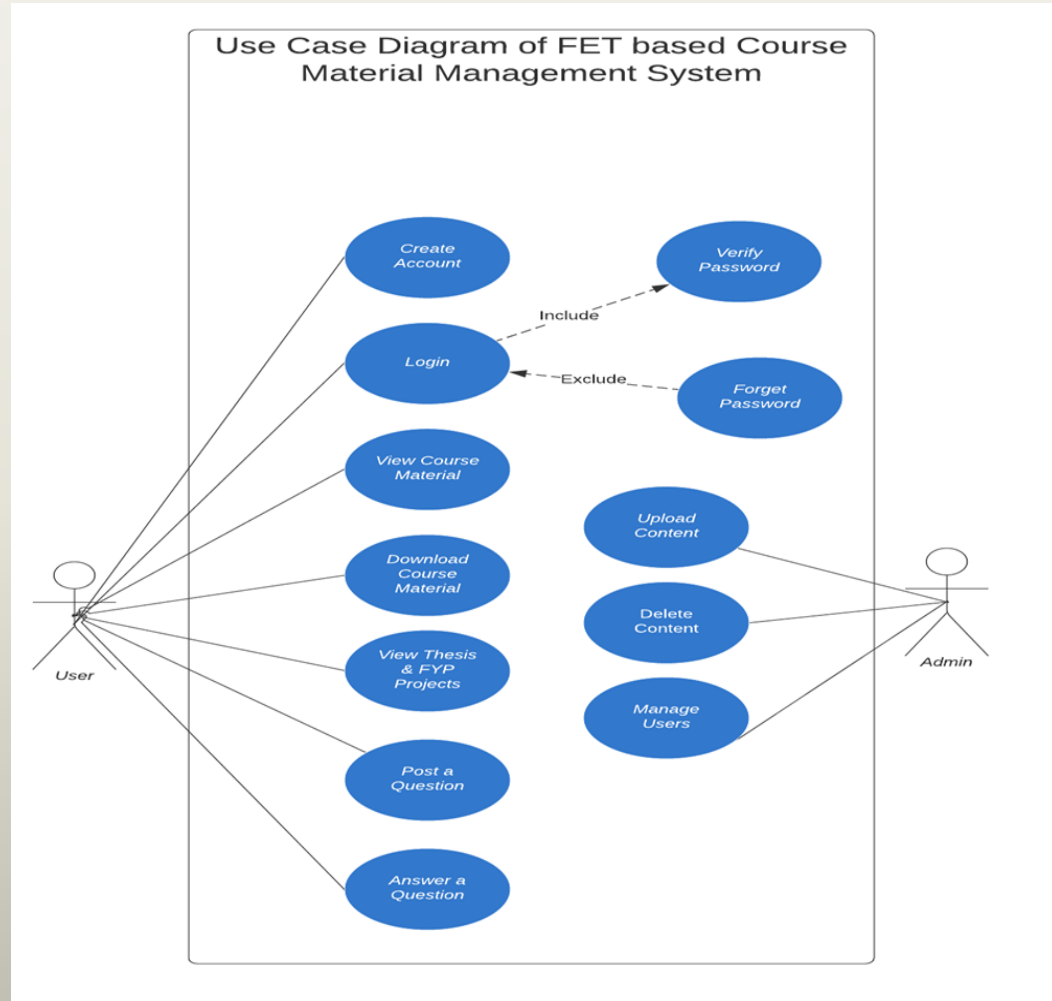 Use Case Diagram of FET based Course
Material Management System
Create
Account
Verify
Password
Include
Login
Exclude
Forget
Password
View Course
Material
Upload
Content
Download
Course
Material
Delete
Content
View Thesis
& FYP
Projects
User
Admin
Manage
Users
Post a
Question
Answer a
Question